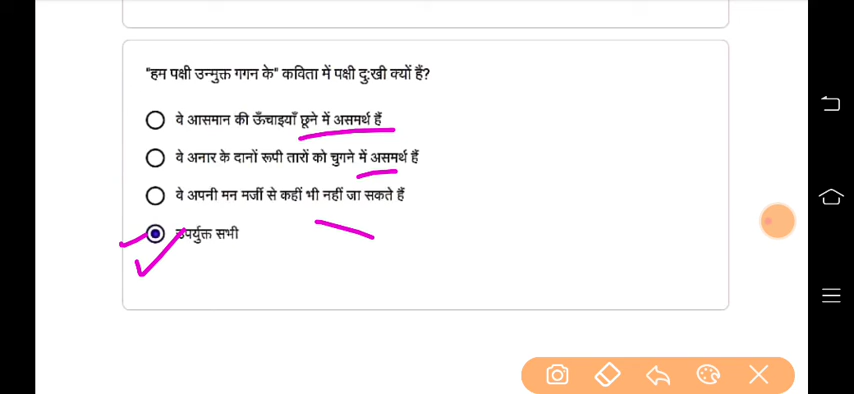 "हम पक्षी उन्मुक्त गगन के" कविता में पक्षी दु:खी क्यों हैं?
वे आसमान की ऊँचाइयाँ छूने में असमर्थ हैं
वे अनार के दानों रूपी तारों को चुगने में असमर्थ हैं
वे अपनी मन मर्जी से कहीं भी नहीं जा सकते हैं
उपर्युक्त सभी